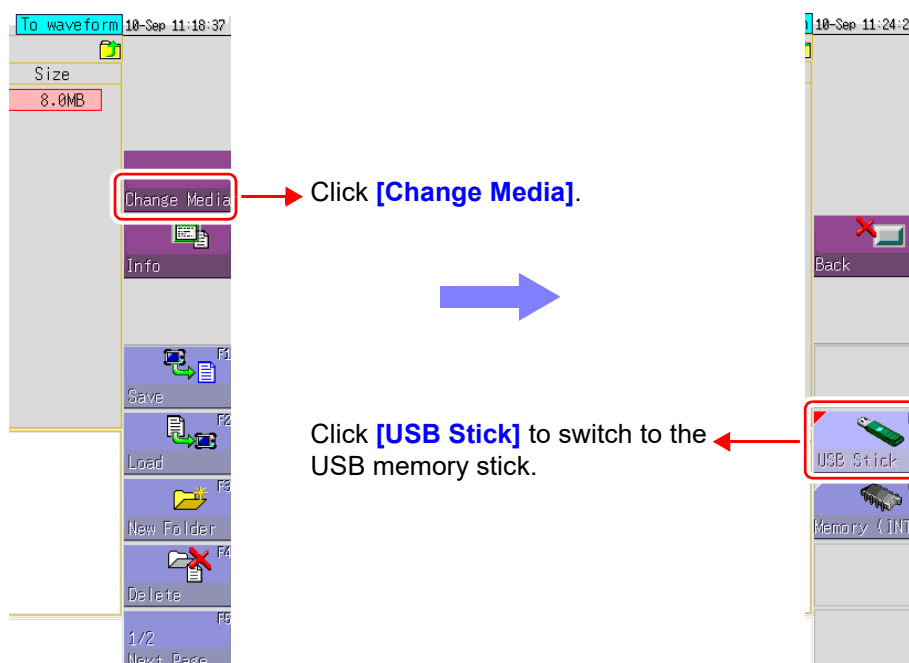 To waveform 10-Sep 11:18:37
Size
8.0MB
Change Media
Info
F1
Save
F2
Load
F3
New Folder
F4
Delete
F5
1/2
Next Page
Click [Change Media].
Click [USB Stick] to switch to the
USB memory stick.
10-Sep 11:24:2
Back
USB Stick
Memory (INT